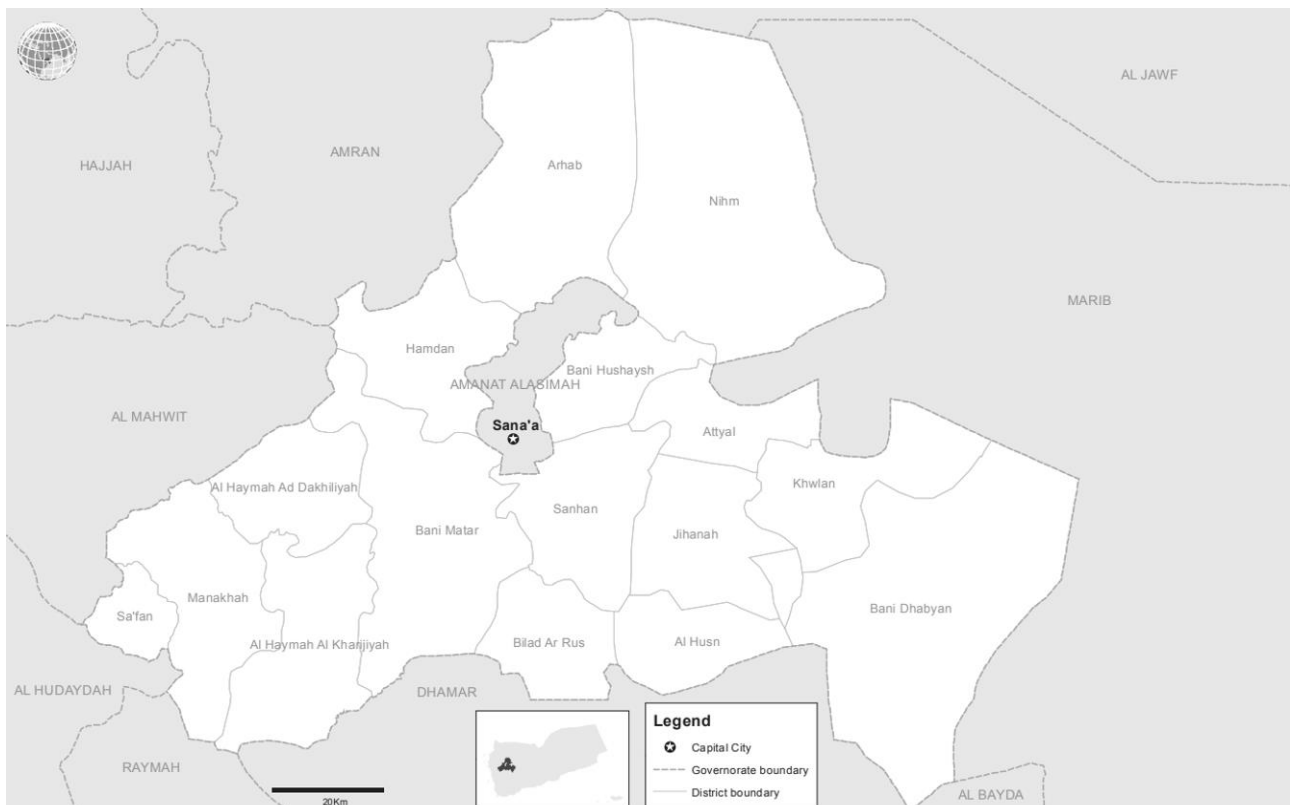 AL JAWF
HAJJAH
AMRAN
Arhab
Nihm
MARIB
Hamdan
Bani Hushaysh
AMANAT ALASIMAH
AL MAHWIT
Sana'a
Attyal
Khwlan
Al Haymah Ad Dakhiliyah
Bani Matar
Sanhan
Jihanah
Manakhah
Sa'fan
Bani Dhabyan
Al Haymah Al Kharijiyah
Bilad Ar Rus
Al Husn
AL HUDAYDAH
DHAMAR
RAYMAH
20Km
Legend
Capital City
Governorate boundary
District boundary
AL BAYDA